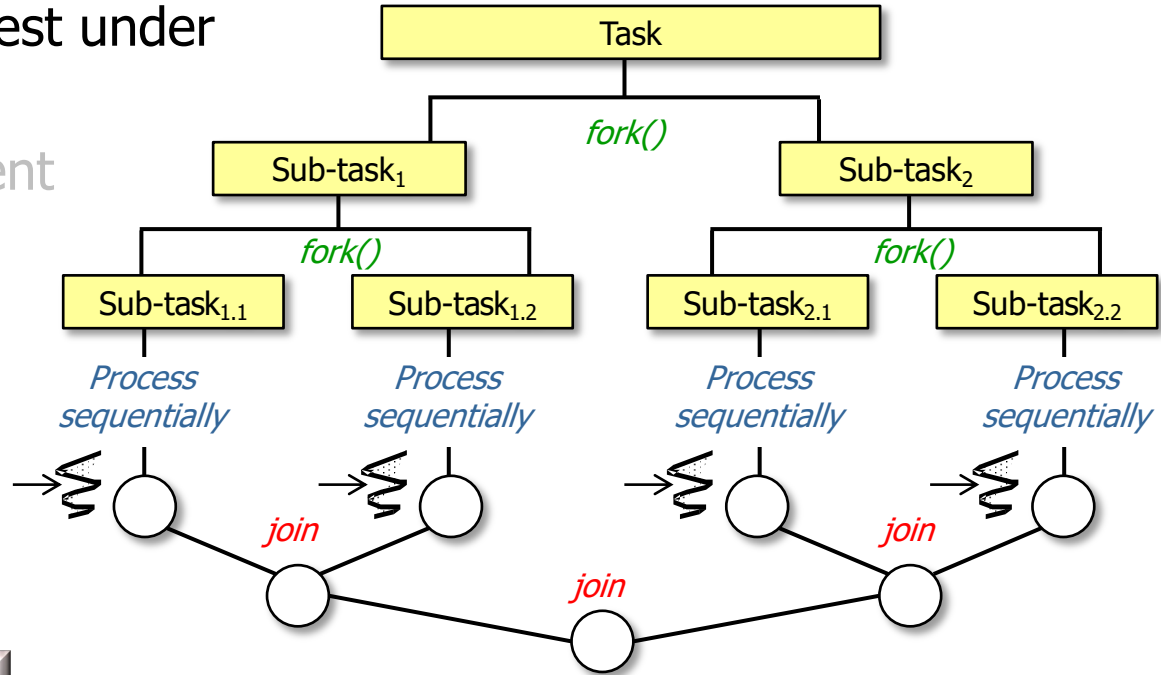 est under
Task
fork()
ent
Sub-task₁
Sub-task₂
fork()
fork()
Sub-task₁.₁
Sub-task₁.₂
Sub-task₂.₁
Sub-task₂.₂
Process
sequentially
Process
sequentially
Process
sequentially
Process
sequentially
join
join
join